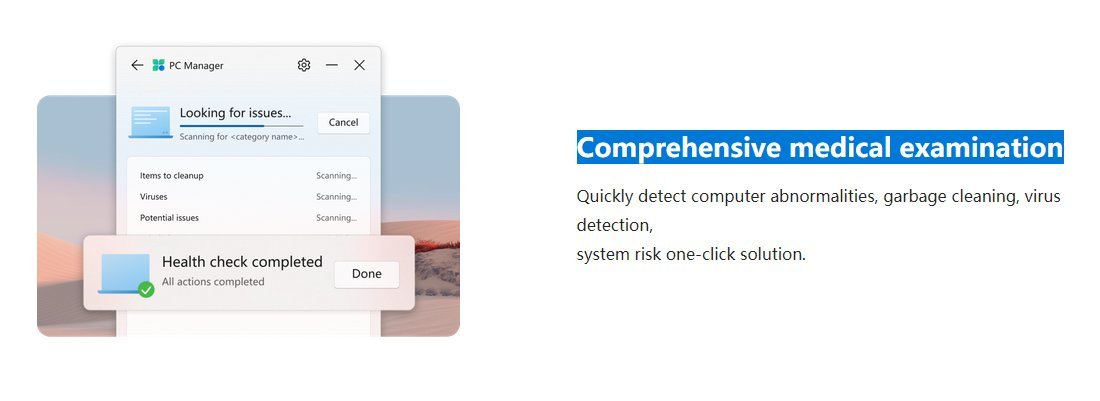 PC Manager
Looking for issues...
Scanning for <category name>...
Cancel
Items to cleanup Scanning...
Viruses Scanning...
Potential issues Scanning...
Health check completed
All actions completed
Done
Comprehensive medical examination
Quickly detect computer abnormalities, garbage cleaning, virus
detection,
system risk one-click solution.